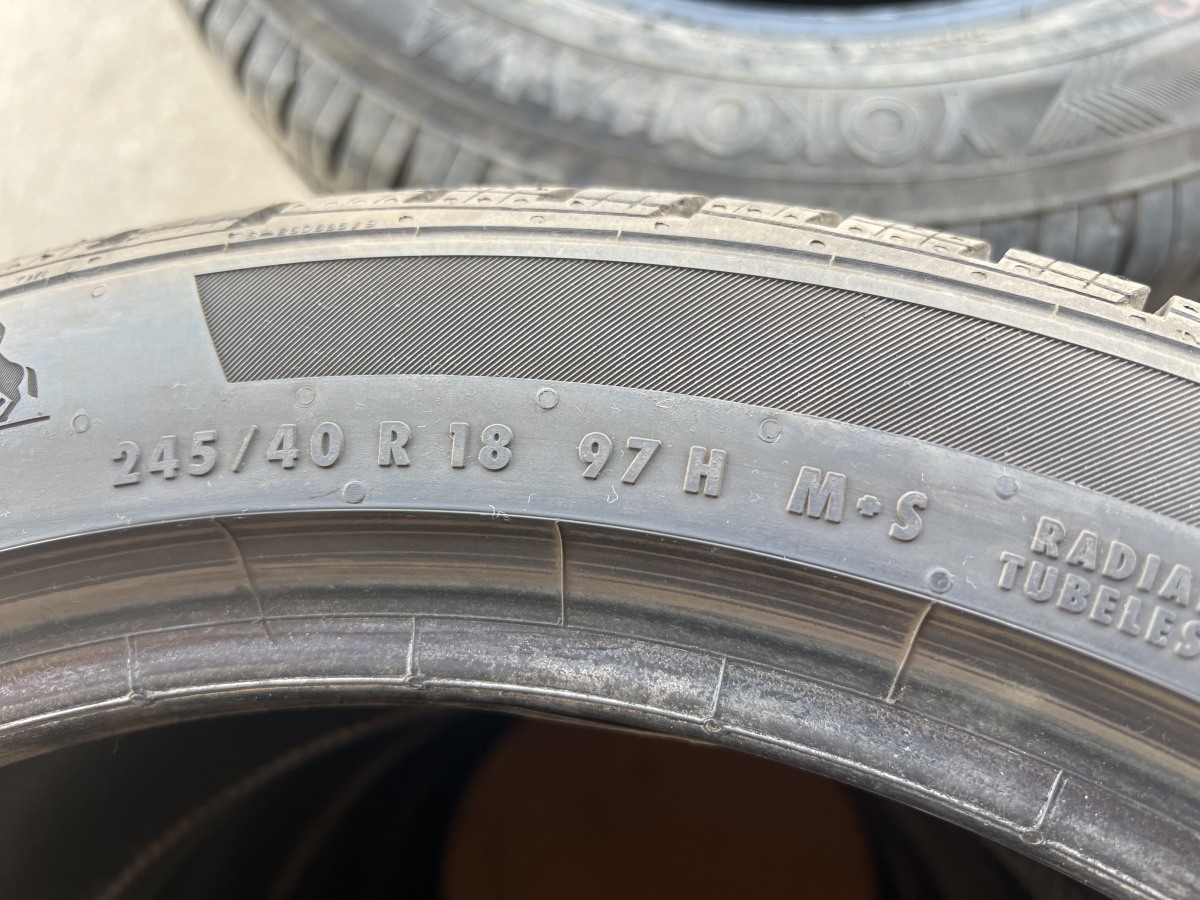 YOKOHAMA
245/40 R 18 97 H M+S
RADIA
TUBELES